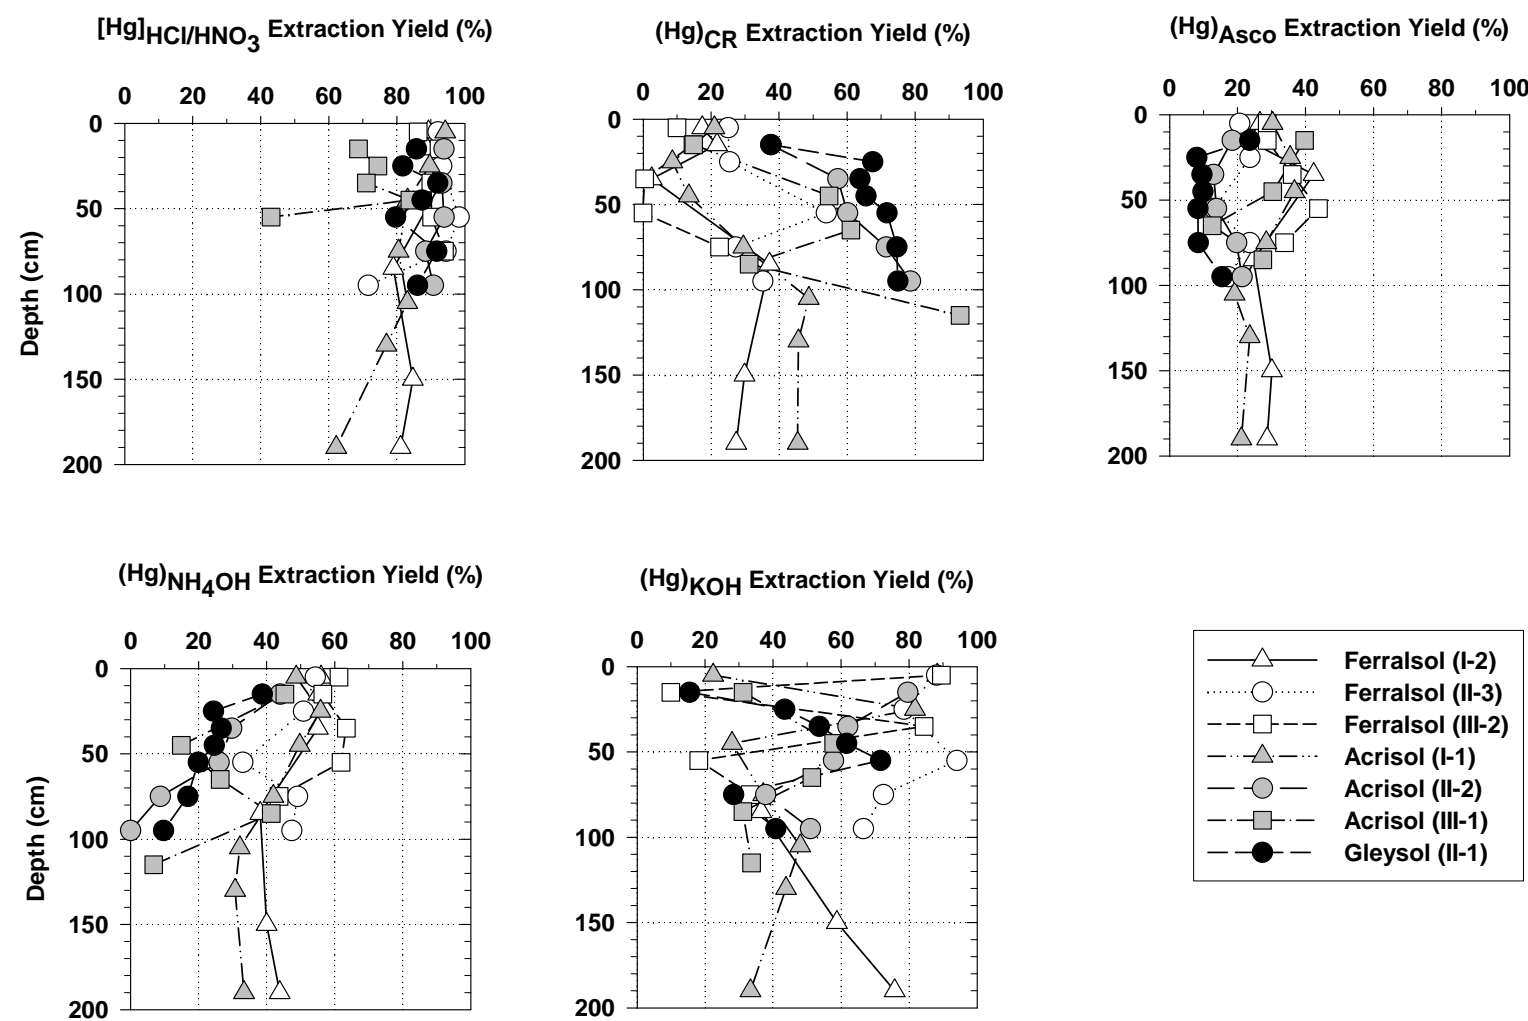 [Hg]HCl/HNO3 Extraction Yield (%)
(Hg)CR Extraction Yield (%)
(Hg)Asco Extraction Yield (%)
0 20 40 60 80 100
0 20 40 60 80 100
0 20 40 60 80 100
Depth (cm)
0
50
100
150
200
0
50
100
150
200
0
50
100
150
200
(Hg)NH4OH Extraction Yield (%)
(Hg)KOH Extraction Yield (%)
0 20 40 60 80 100
0 20 40 60 80 100
Depth (cm)
0
50
100
150
200
0
50
100
150
200
Ferralsol (I-2)
Ferralsol (II-3)
Ferralsol (III-2)
Acrisol (I-1)
Acrisol (II-2)
Acrisol (III-1)
Gleysol (II-1)